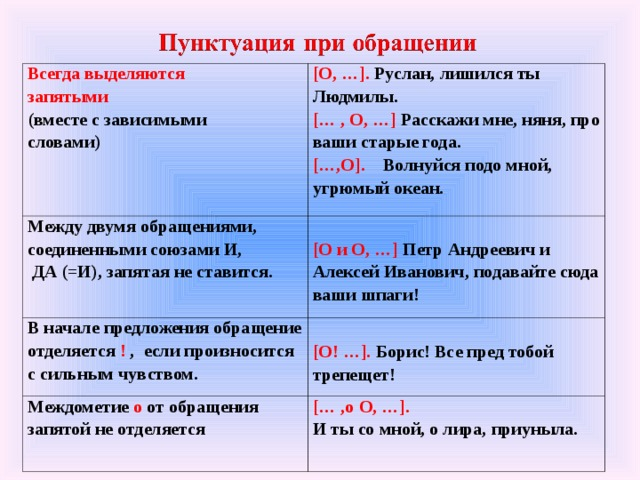 Пунктуация при обращении
Всегда выделяются
запятыми
(вместе с зависимыми
словами)
[О, …]. Руслан, лишился ты
Людмилы.
[… , О, …] Расскажи мне, няня, про
ваши старые года.
[…,О]. Волнуйся подо мной,
угрюмый океан.
Между двумя обращениями,
соединенными союзами И,
ДА (=И), запятая не ставится.
[О и О, …] Петр Андреевич и
Алексей Иванович, подавайте сюда
ваши шпаги!
В начале предложения обращение
отделяется ! , если произносится
с сильным чувством.
[О! …]. Борис! Все пред тобой
трепещет!
Междометие о от обращения
запятой не отделяется
[… ,о О, …].
И ты со мной, о лира, приуныла.